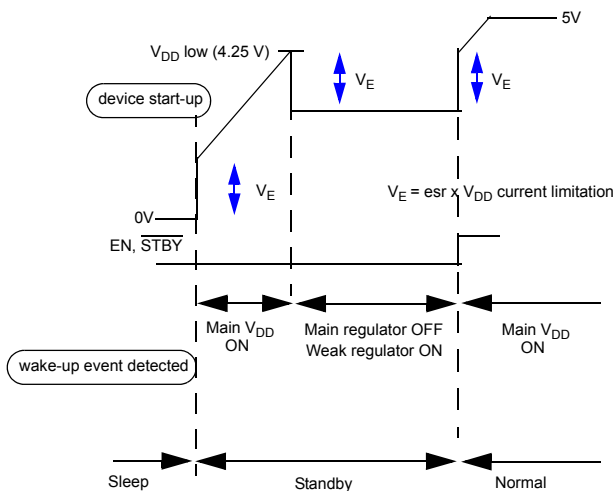 5V
V_DD low (4.25 V)
V_E
V_E
device start-up
V_E
V_E = esr x V_DD current limitation
0V
EN, S̅T̅B̅Y̅
Main V_DD
ON
Main regulator OFF
Weak regulator ON
Main V_DD
ON
wake-up event detected
Sleep
Standby
Normal